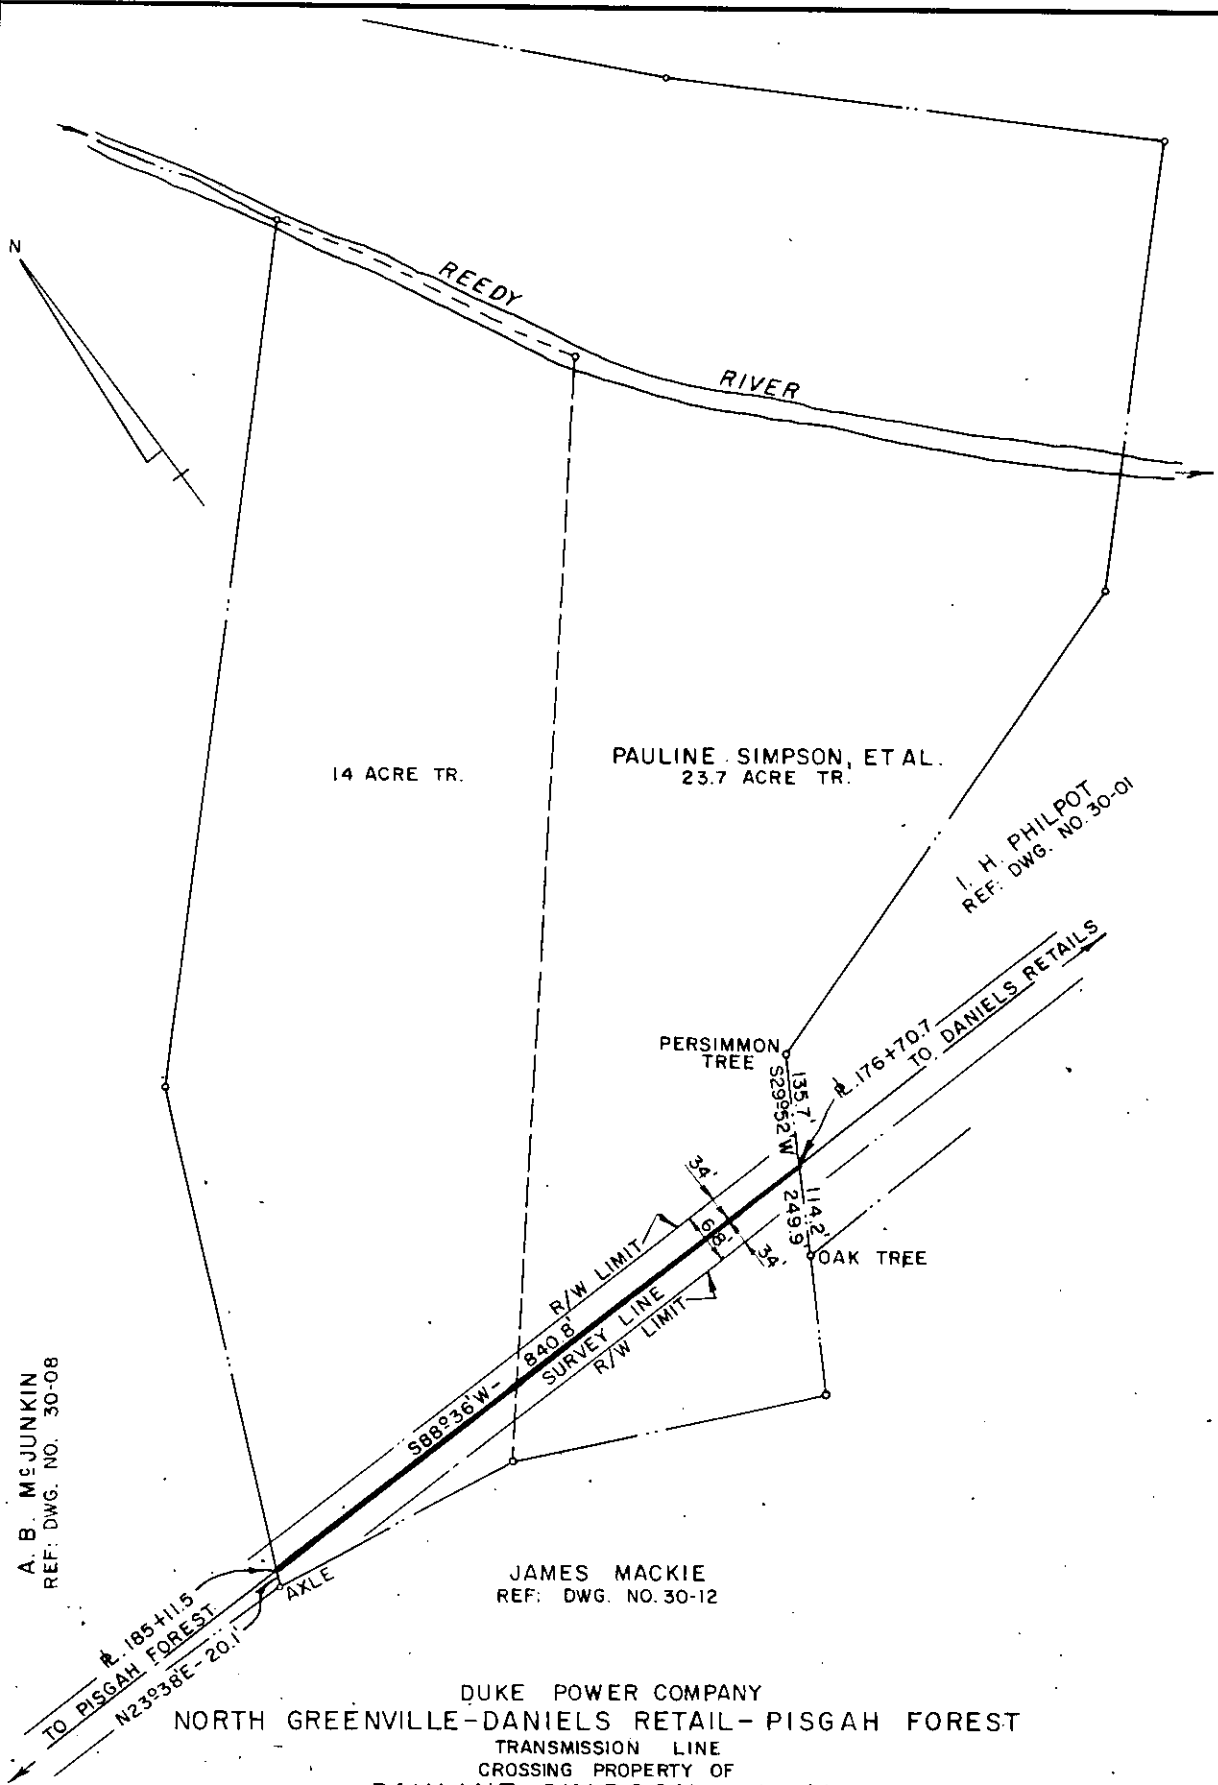 N
REEDY
RIVER
14 ACRE TR.
PAULINE SIMPSON, ET AL.
23.7 ACRE TR.
I. H. PHILPOT
REF: DWG. NO. 30-01
PERSIMMON
TREE
135.7'
S29°52'W
℄ 176+70.7
TO DANIELS RETAILS
34'
68'
34'
114.2'
249.9'
OAK TREE
R/W LIMIT
S88°36'W- 840.8'
SURVEY LINE
R/W LIMIT
A. B. McJUNKIN
REF: DWG. NO. 30-08
AXLE
JAMES MACKIE
REF: DWG. NO. 30-12
℄ 185+11.5
TO PISGAH FOREST
N23°38'E- 20.1'
DUKE POWER COMPANY
NORTH GREENVILLE-DANIELS RETAIL-PISGAH FOREST
TRANSMISSION LINE
CROSSING PROPERTY OF